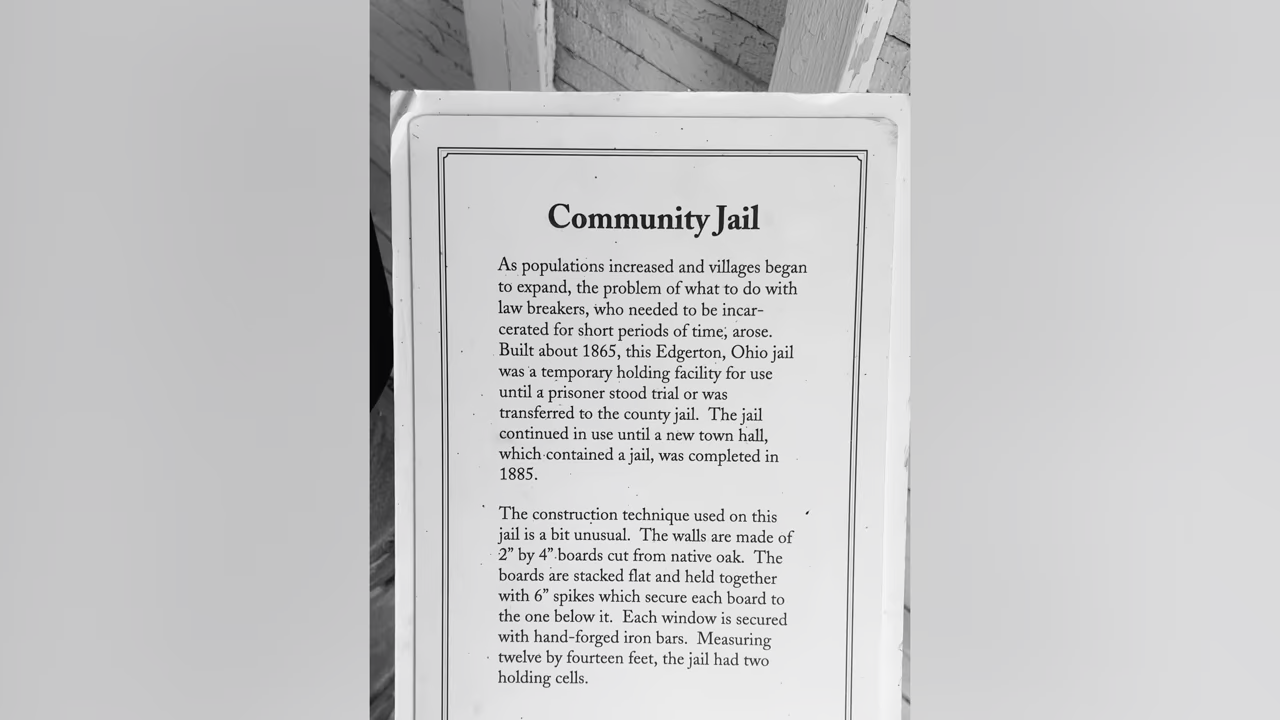 Community Jail
As populations increased and villages began
to expand, the problem of what to do with
law breakers, who needed to be incar-
cerated for short periods of time, arose.
Built about 1865, this Edgerton, Ohio jail
was a temporary holding facility for use
until a prisoner stood trial or was
transferred to the county jail.  The jail
continued in use until a new town hall,
which contained a jail, was completed in
1885.
The construction technique used on this
jail is a bit unusual.  The walls are made of
2” by 4” boards cut from native oak.  The
boards are stacked flat and held together
with 6” spikes which secure each board to
the one below it.  Each window is secured
with hand-forged iron bars.  Measuring
twelve by fourteen feet, the jail had two
holding cells.